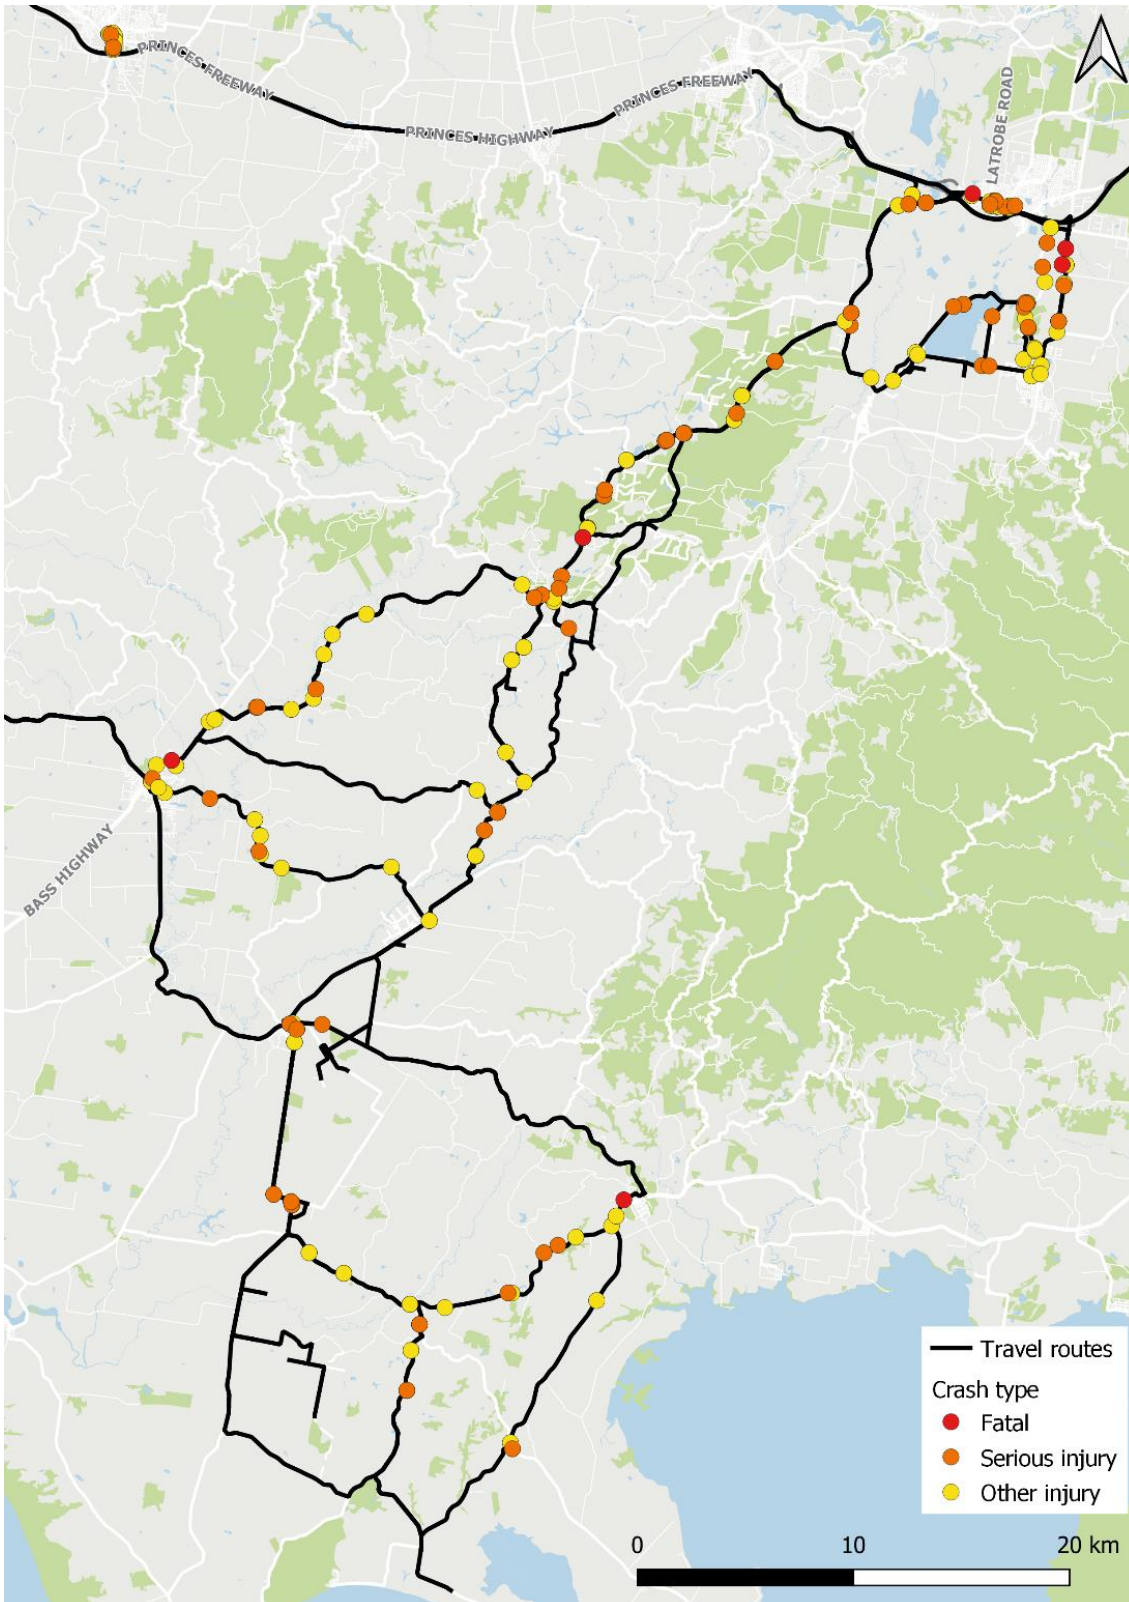 PRINCES FREEWAY
PRINCES HIGHWAY
PRINCES FREEWAY
LATROBE ROAD
BASS HIGHWAY
Travel routes
Crash type
Fatal
Serious injury
Other injury
0 10 20 km